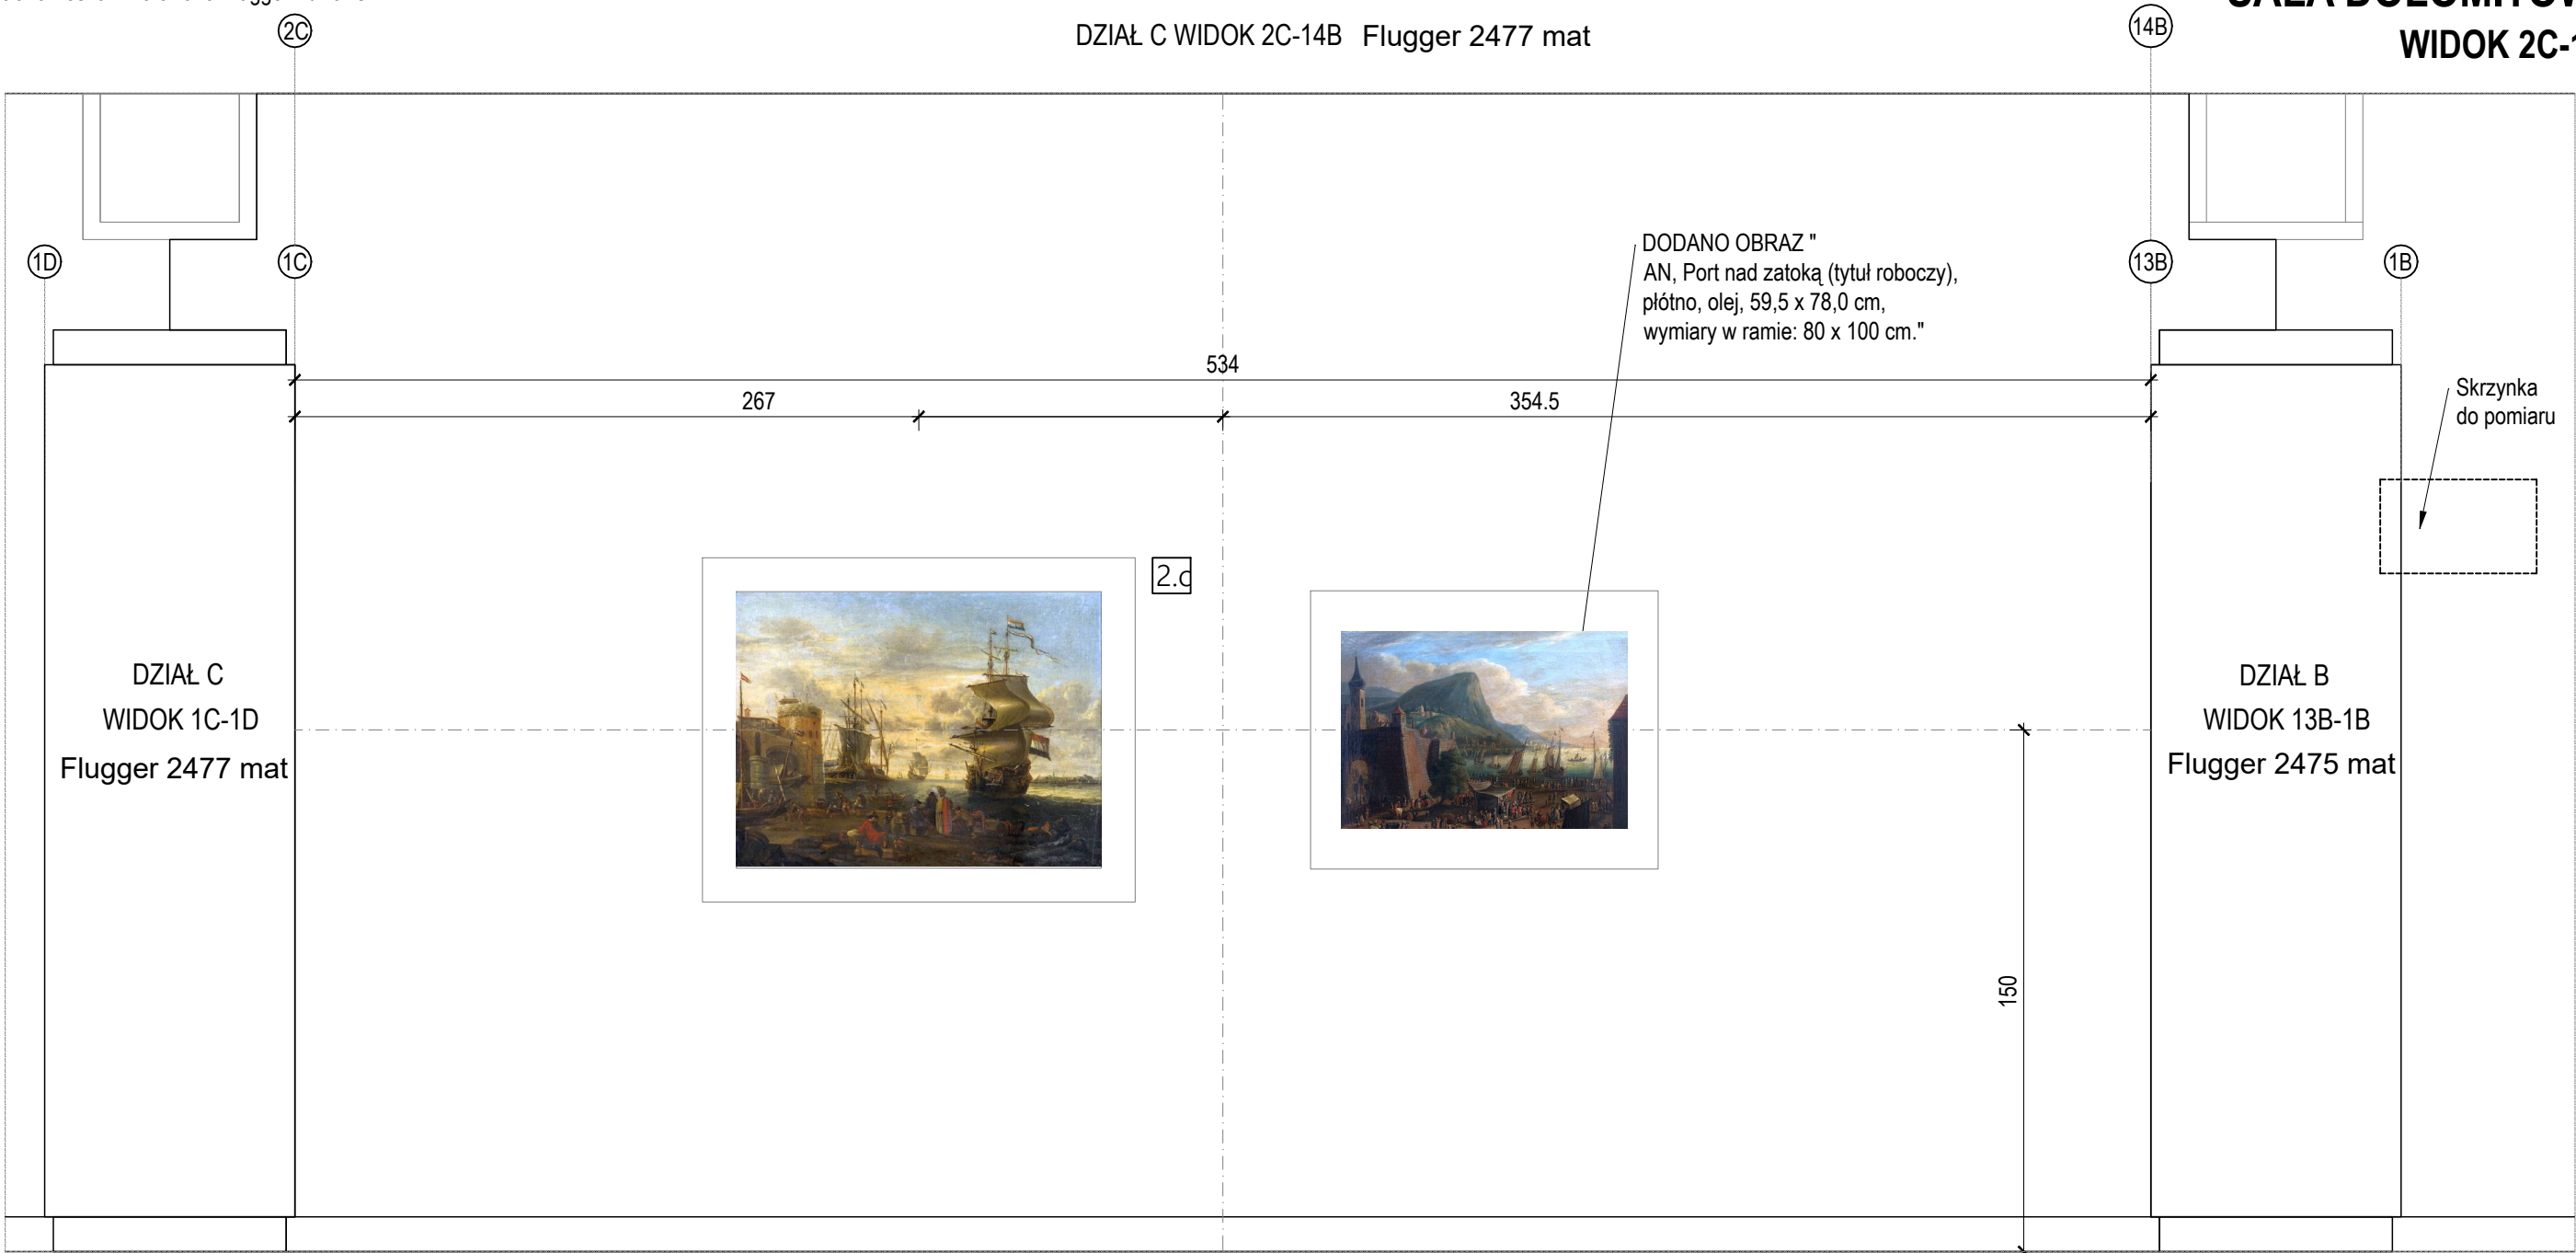 2C
DZIAŁ C WIDOK 2C-14B Flugger 2477 mat
14B
WIDOK 2C-1
1D
1C
13B
1B
DODANO OBRAZ "
AN, Port nad zatoką (tytuł roboczy),
płótno, olej, 59,5 x 78,0 cm,
wymiary w ramie: 80 x 100 cm."
534
267
354.5
Skrzynka
do pomiaru
2.c
DZIAŁ C
WIDOK 1C-1D
Flugger 2477 mat
DZIAŁ B
WIDOK 13B-1B
Flugger 2475 mat
150